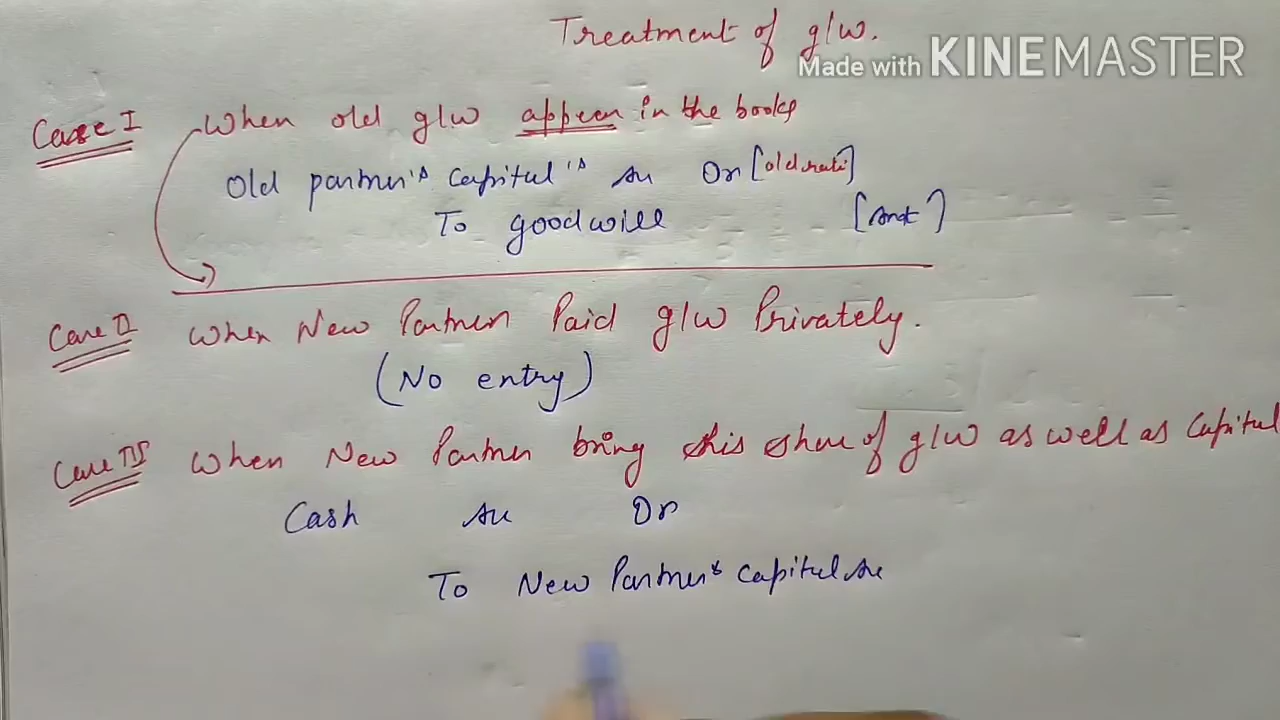 Treatment of g/w.
Made with KINEMASTER
Case I When old g/w appear in the books
Old partner's capital's A/c Dr [old ratio]
To goodwill [Amt]
Case II When New Partner Paid g/w Privately.
(No entry)
Case III When New Partner bring his share of g/w as well as Capital
Cash A/c Dr
To New Partner's Capital A/c